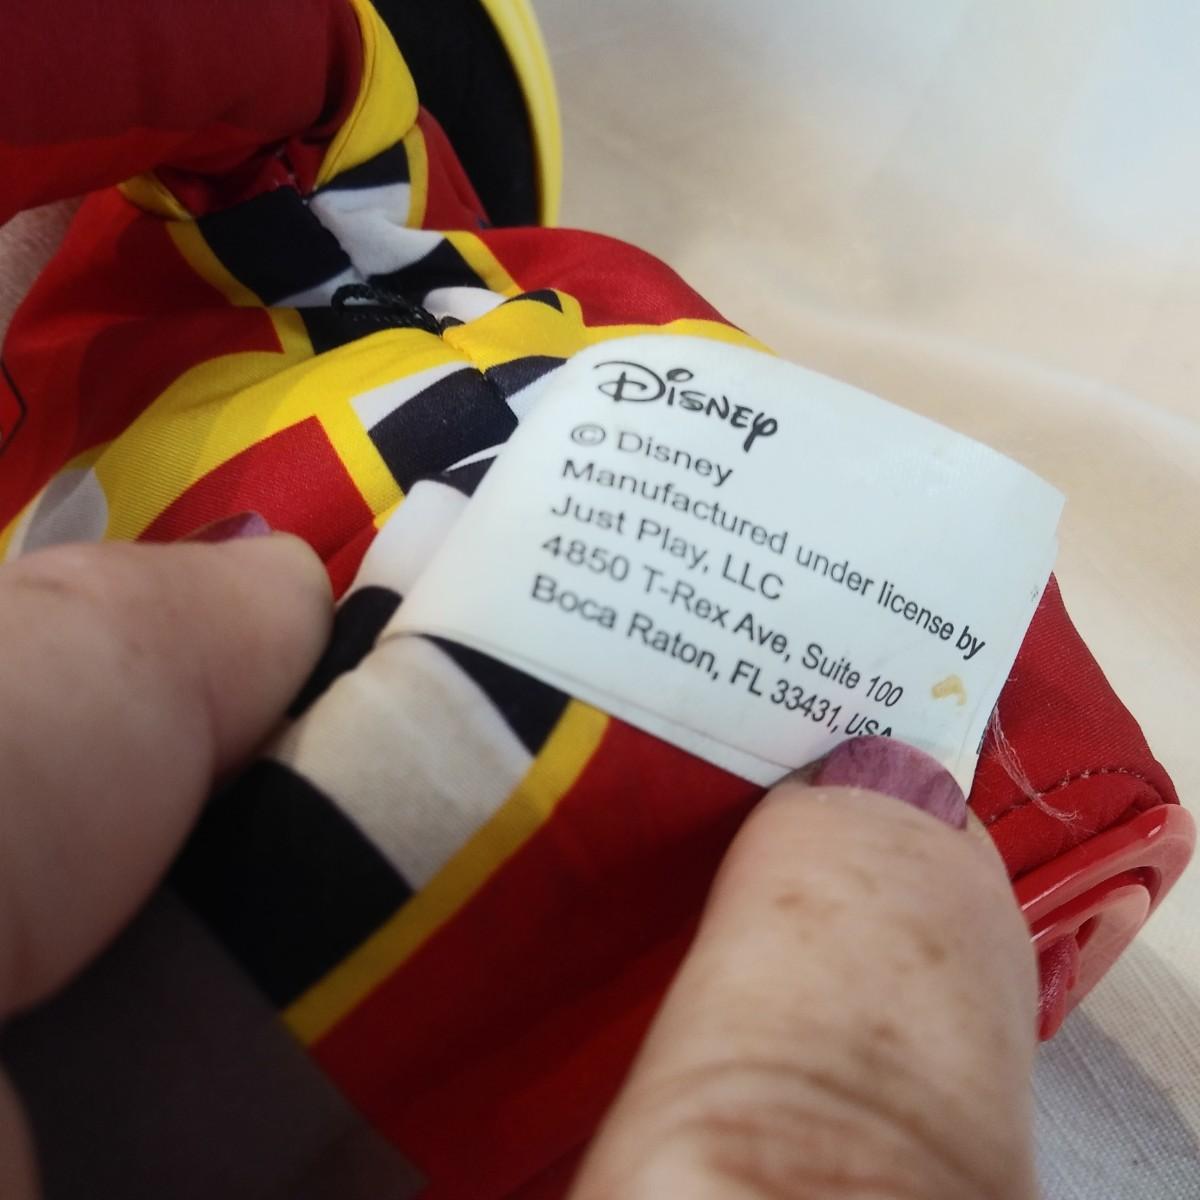 Disney
© Disney
Manufactured under license by
Just Play, LLC
4850 T-Rex Ave, Suite 100
Boca Raton, FL 33431, USA